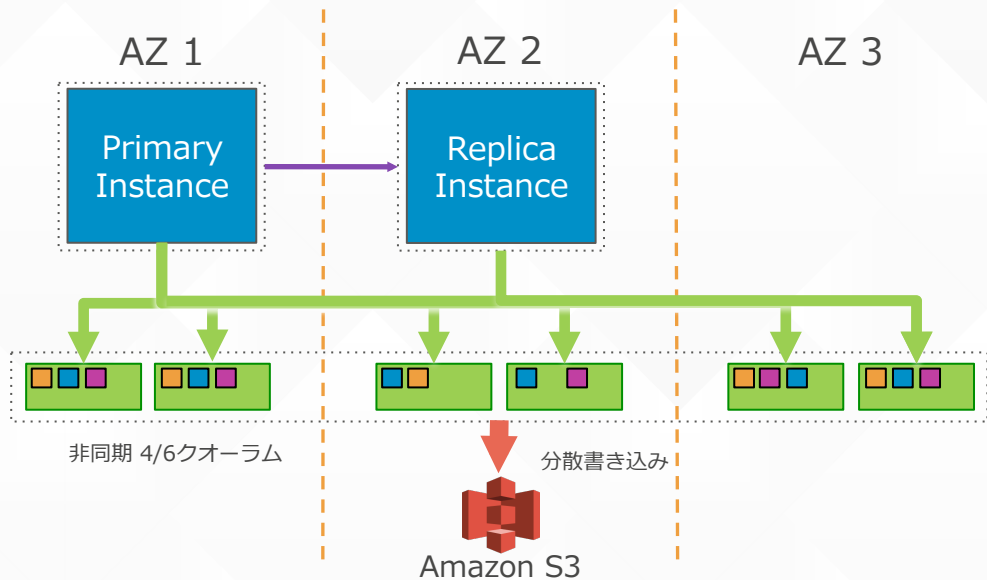 AZ 1
AZ 2
AZ 3
Primary
Instance
Replica
Instance
非同期 4/6クオーラム
分散書き込み
Amazon S3